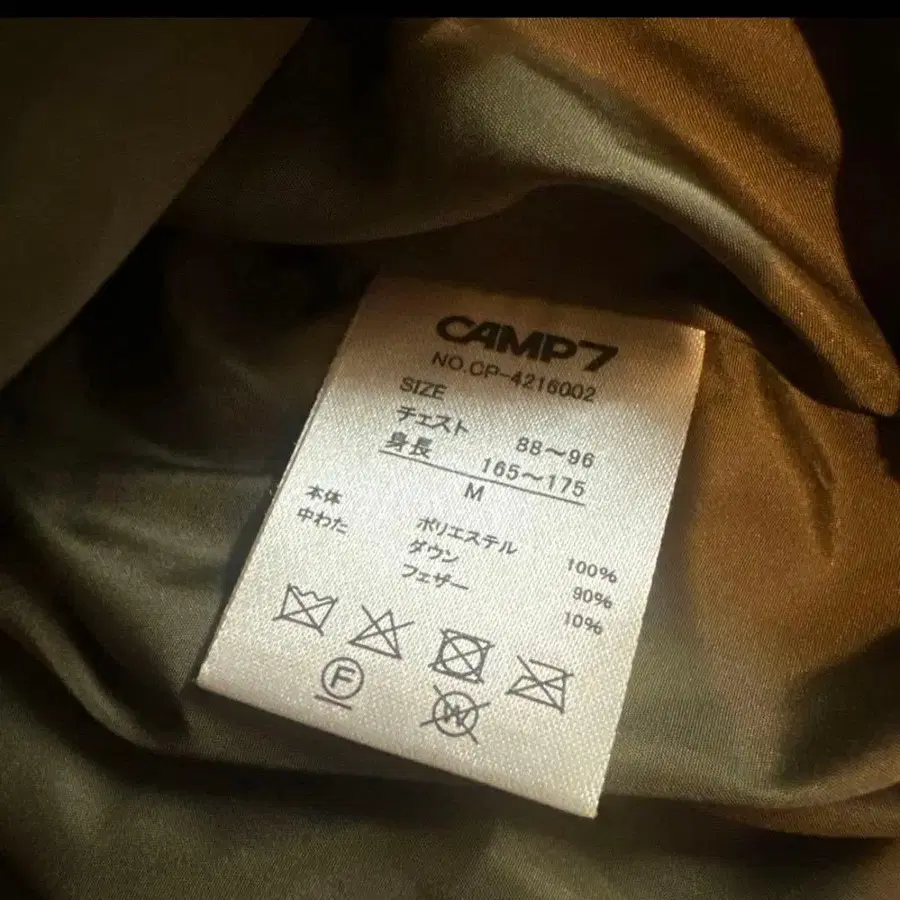 CAMP7
NO.CP-4216002
SIZE
チェスト 88～96
身長 165～175
M
本体 ポリエステル 100%
中わた ダウン 90%
フェザー 10%
F
W